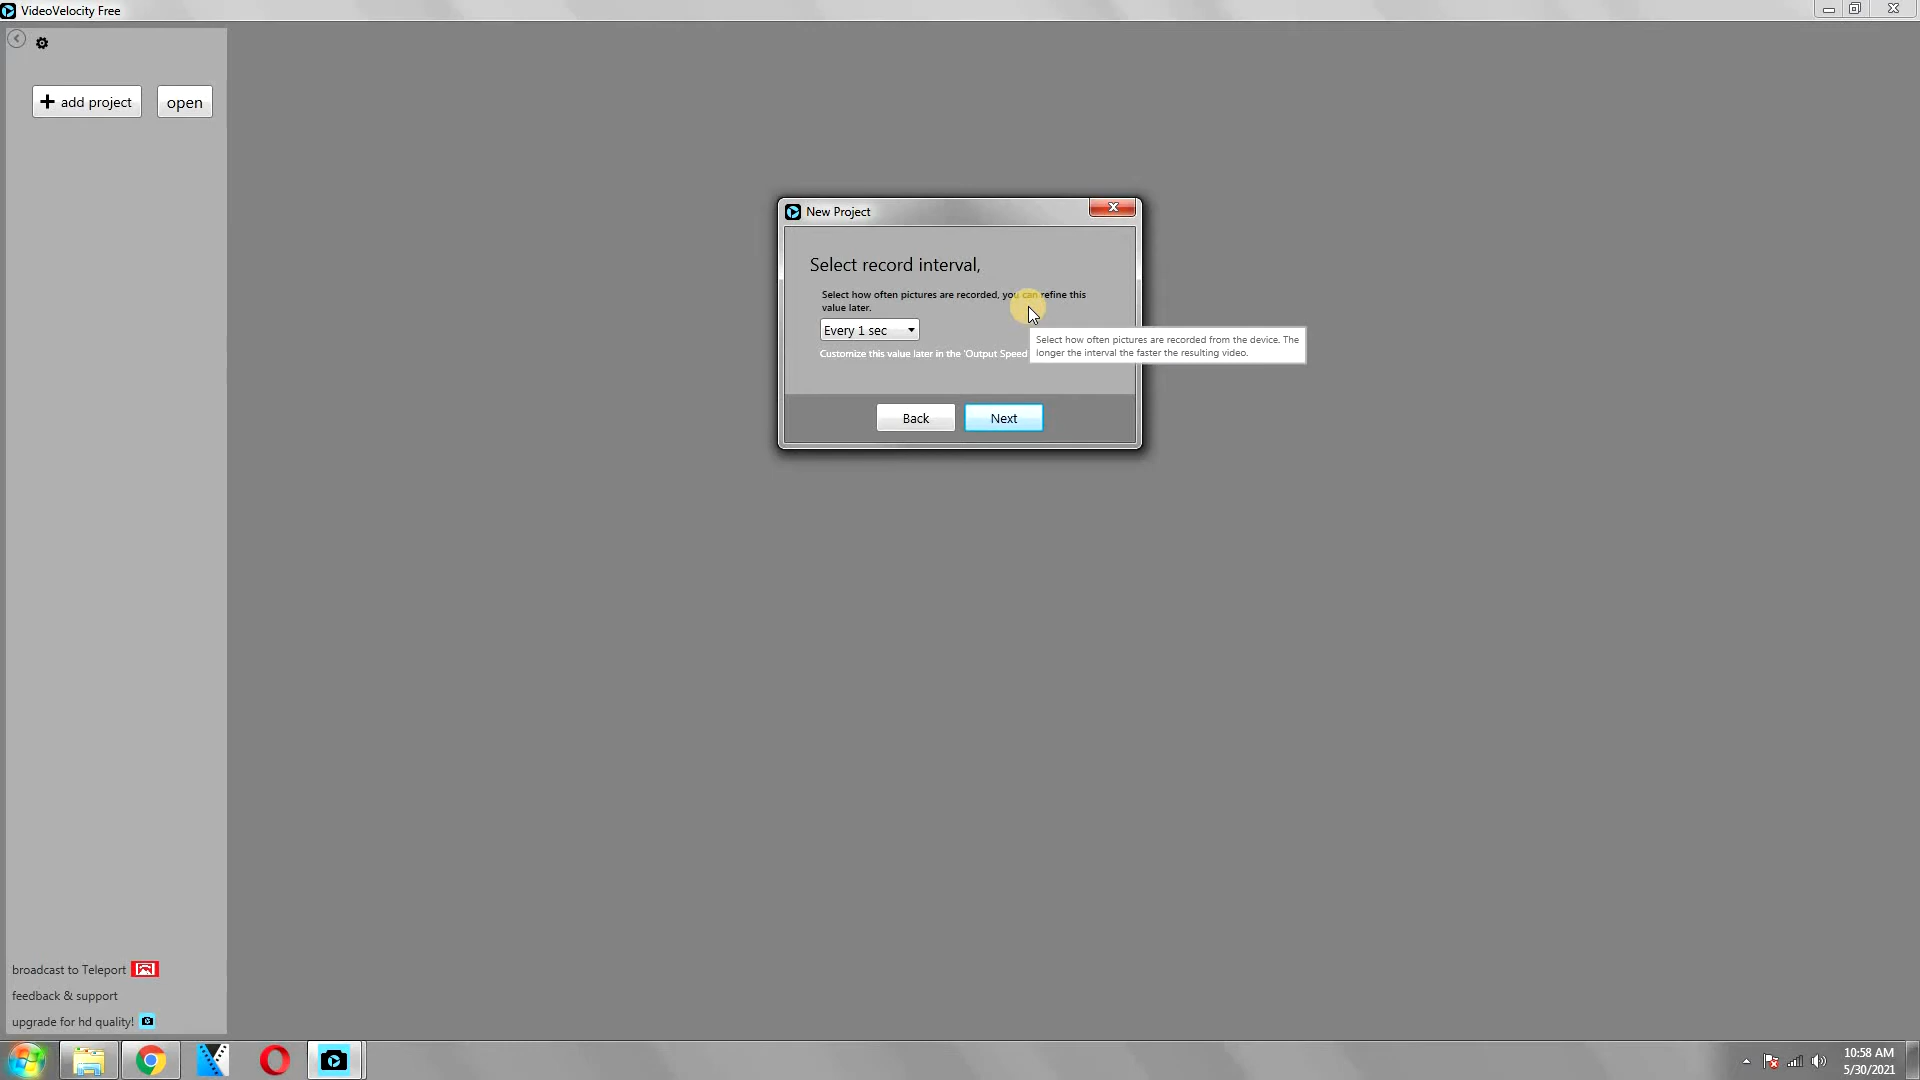 VideoVelocity Free
add project
open
New Project
Select record interval,
Select how often pictures are recorded, you can refine this
value later.
Every 1 sec
Customize this value later in the 'Output Speed
Select how often pictures are recorded from the device. The
longer the interval the faster the resulting video.
Back
Next
broadcast to Teleport
feedback & support
upgrade for hd quality!
10:58 AM
5/30/2021